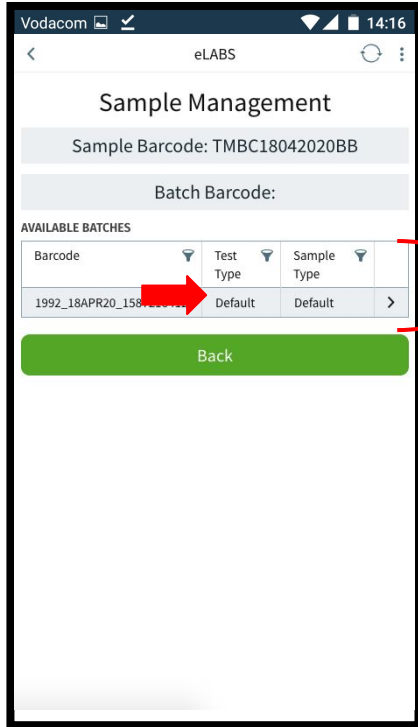 Vodacom 14:16
eLABS
Sample Management
Sample Barcode: TMBC18042020BB
Batch Barcode:
AVAILABLE BATCHES
Barcode Test Type Sample Type
1992_18APR20 Default Default
Back